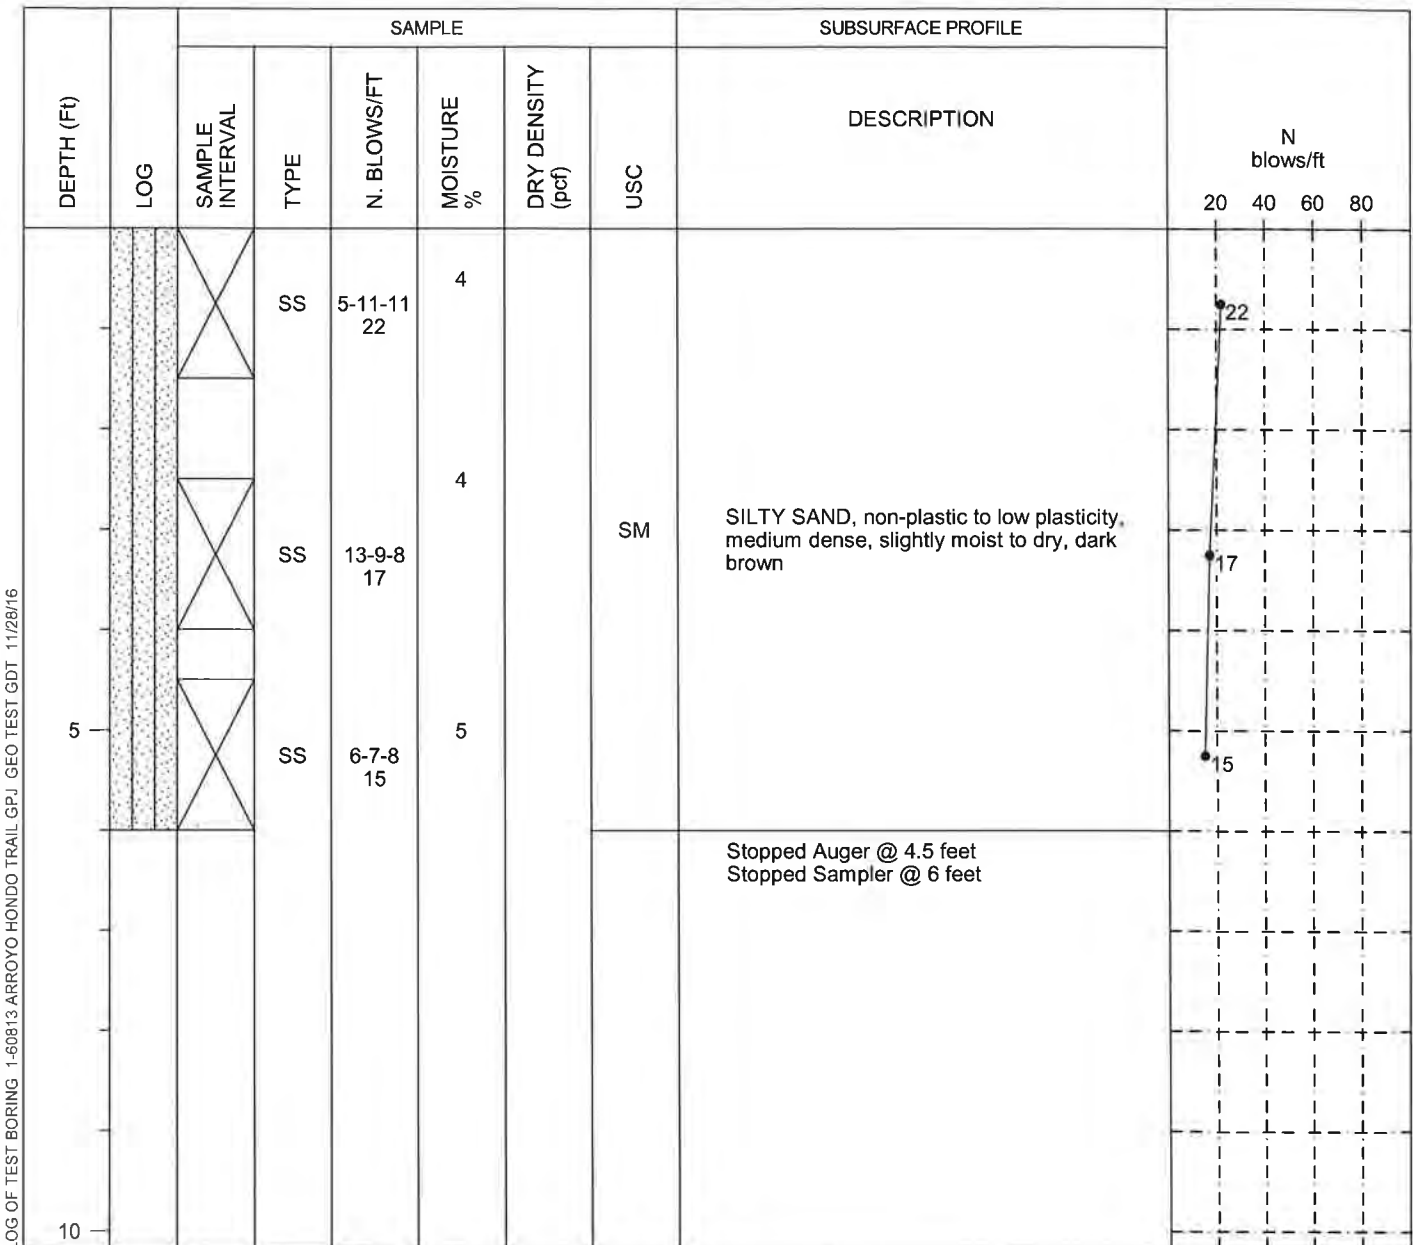 SAMPLE
SUBSURFACE PROFILE
DEPTH (Ft)
LOG
SAMPLE
INTERVAL
TYPE
N. BLOWS/FT
MOISTURE
%
DRY DENSITY
(pcf)
USC
DESCRIPTION
N
blows/ft
20 40 60 80
4
SS
5-11-11
22
22
4
SS
13-9-8
17
SM
SILTY SAND, non-plastic to low plasticity,
medium dense, slightly moist to dry, dark
brown
17
5
SS
6-7-8
15
5
15
Stopped Auger @ 4.5 feet
Stopped Sampler @ 6 feet
10
LOG OF TEST BORING 1-60813 ARROYO HONDO TRAIL GPJ GEO TEST GDT 11/28/16